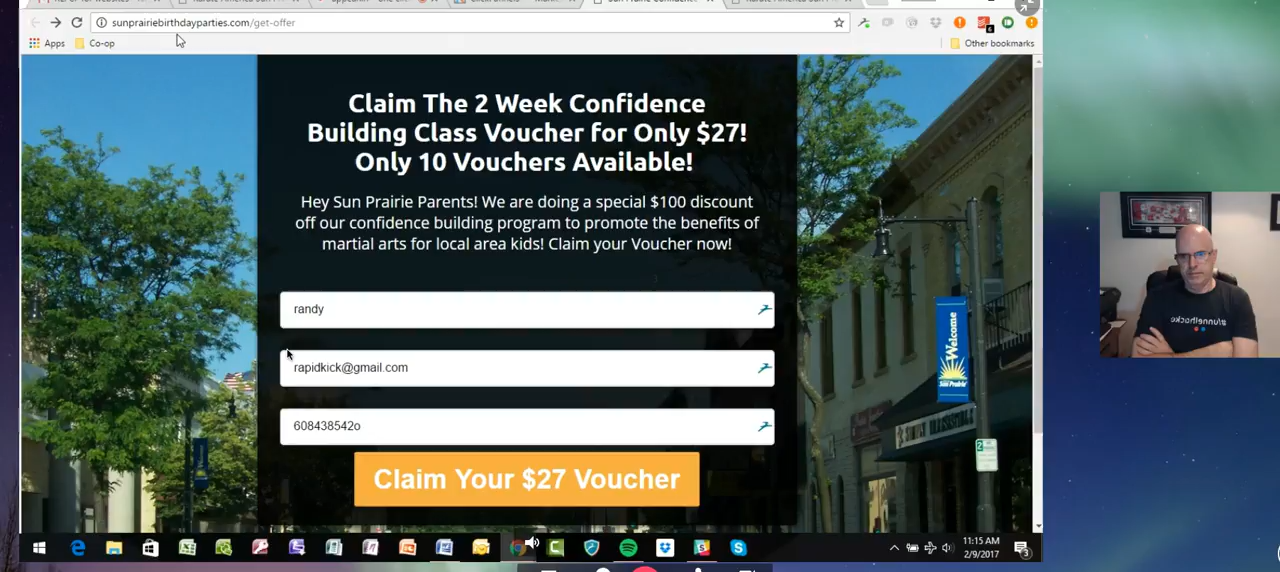 sunprairiebirthdayparties.com/get-offer
Apps
Co-op
Other bookmarks
Claim The 2 Week Confidence
Building Class Voucher for Only $27!
Only 10 Vouchers Available!
Hey Sun Prairie Parents! We are doing a special $100 discount
off our confidence building program to promote the benefits of
martial arts for local area kids! Claim your Voucher now!
randy
rapidkick@gmail.com
608438542o
Claim Your $27 Voucher
Welcome
Sun Prairie
#funnelhacker
11:15 AM
2/9/2017